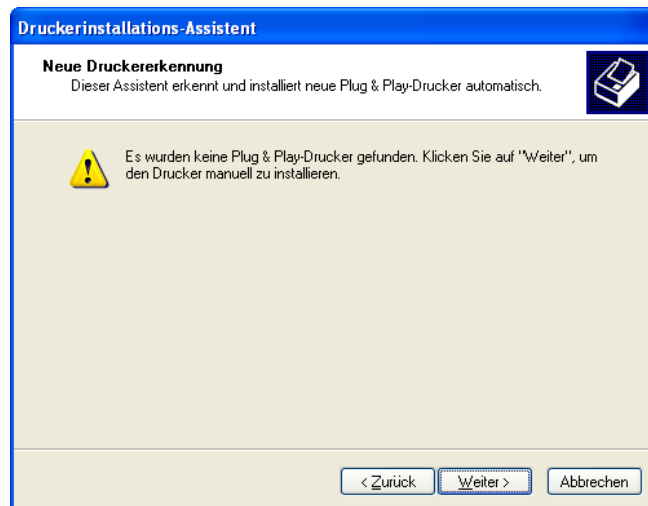 Druckerinstallations-Assistent
Neue Druckererkennung
Dieser Assistent erkennt und installiert neue Plug & Play-Drucker automatisch.
Es wurden keine Plug & Play-Drucker gefunden. Klicken Sie auf "Weiter", um
den Drucker manuell zu installieren.
< Zurück Weiter > Abbrechen